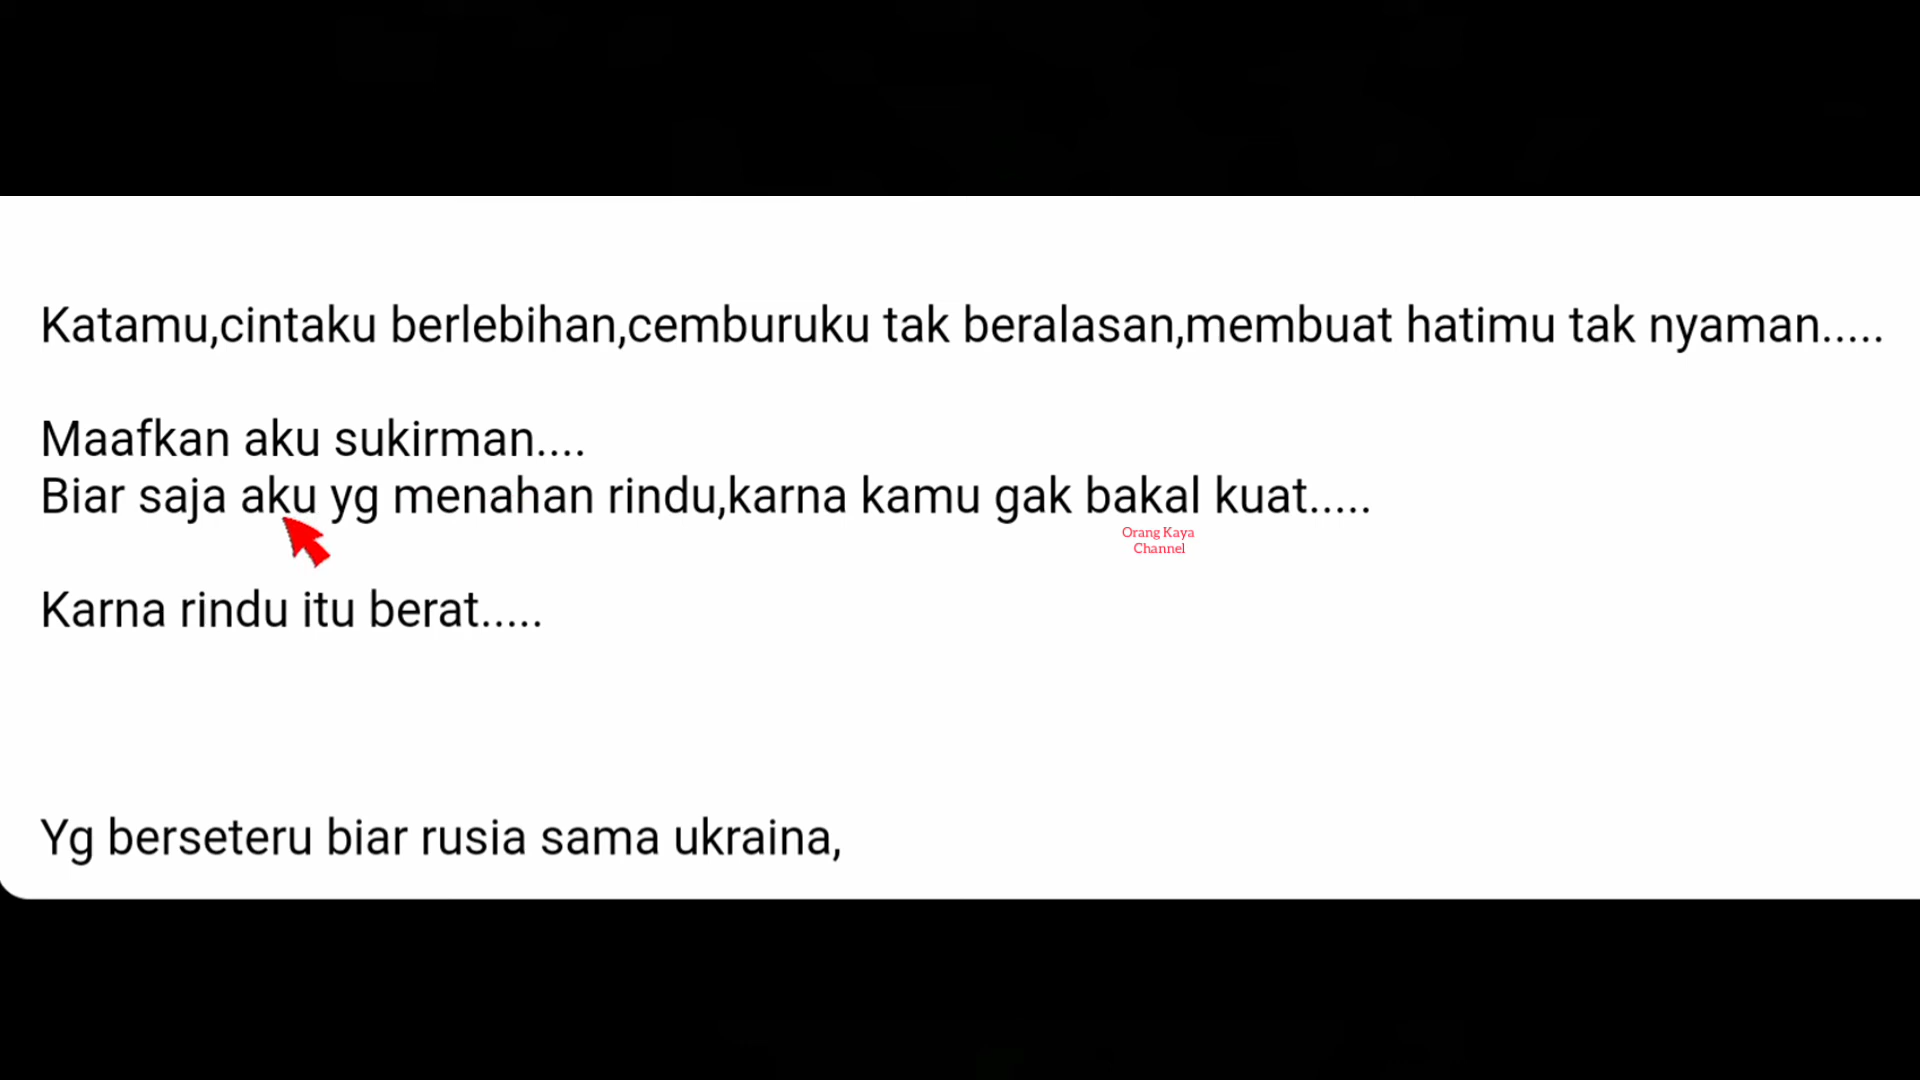 Katamu,cintaku berlebihan,cemburuku tak beralasan,membuat hatimu tak nyaman.....
Maafkan aku sukirman....
Biar saja aku yg menahan rindu,karna kamu gak bakal kuat.....
Orang Kaya
Channel
Karna rindu itu berat.....
Yg berseteru biar rusia sama ukraina,